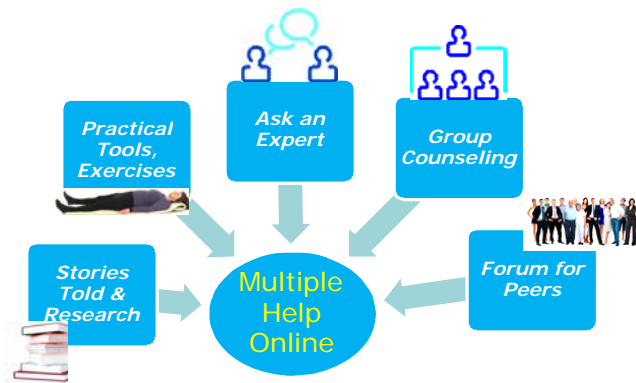 Ask an
Expert
Practical
Tools,
Exercises
Group
Counseling
Stories
Told &
Research
Multiple
Help
Online
Forum for
Peers